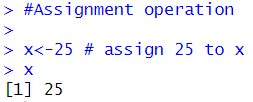 > #Assignment operation
>
> x<-25 # assign 25 to x
> x
[1] 25